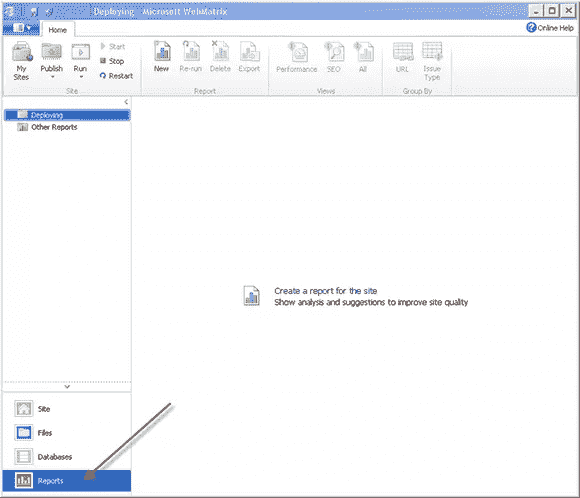 Deploying - Microsoft WebMatrix
Home
Online Help
My Sites
Publish
Run
Start
Stop
Restart
New
Re-run
Delete
Export
Performance
SEO
All
URL
Issue Type
Site
Report
Views
Group By
Deploying
Other Reports
Create a report for the site
Show analysis and suggestions to improve site quality
Site
Files
Databases
Reports